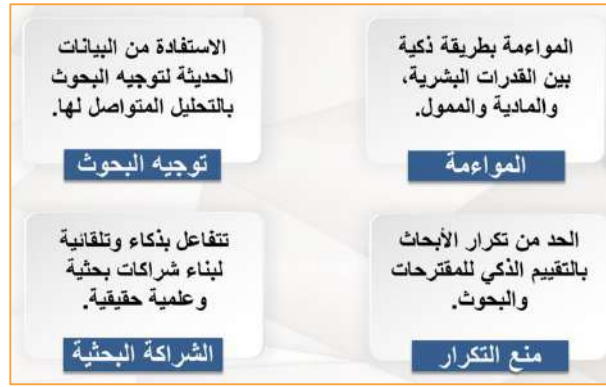 المواءمة بطريقة ذكية
بين القدرات البشرية،
والمادية والممول.
المواءمة
الاستفادة من البيانات
الحديثة لتوجيه البحوث
بالتحليل المتواصل لها.
توجيه البحوث
الحد من تكرار الأبحاث
بالتقييم الذكي للمقترحات
والبحوث.
منع التكرار
تتفاعل بذكاء وتلقائية
لبناء شراكات بحثية
وعلمية حقيقية.
الشراكة البحثية